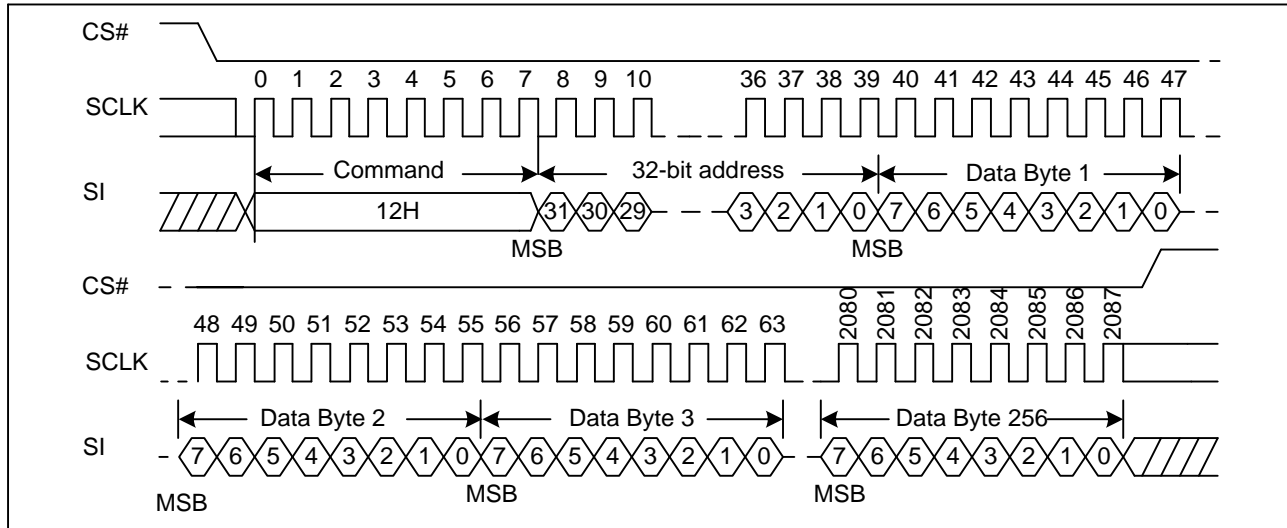 CS#
0 1 2 3 4 5 6 7 8 9 10 36 37 38 39 40 41 42 43 44 45 46 47
SCLK
Command 32-bit address Data Byte 1
SI
12H 31 30 29 3 2 1 0 7 6 5 4 3 2 1 0
MSB MSB
CS#
48 49 50 51 52 53 54 55 56 57 58 59 60 61 62 63 2080 2081 2082 2083 2084 2085 2086 2087
SCLK
Data Byte 2 Data Byte 3 Data Byte 256
SI
7 6 5 4 3 2 1 0 7 6 5 4 3 2 1 0 7 6 5 4 3 2 1 0
MSB MSB MSB